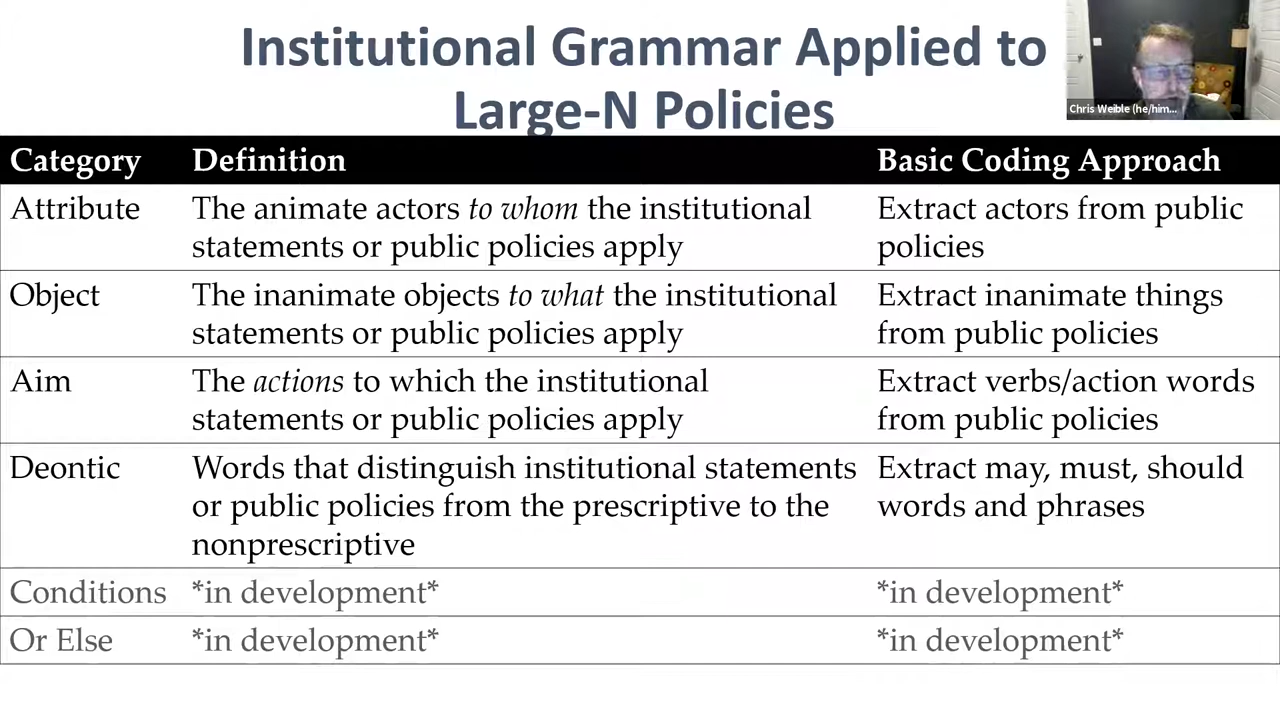 Institutional Grammar Applied to
Large-N Policies
Chris Weible (he/him...
Category Definition Basic Coding Approach
Attribute The animate actors to whom the institutional Extract actors from public
statements or public policies apply policies
Object The inanimate objects to what the institutional Extract inanimate things
statements or public policies apply from public policies
Aim The actions to which the institutional Extract verbs/action words
statements or public policies apply from public policies
Deontic Words that distinguish institutional statements Extract may, must, should
or public policies from the prescriptive to the words and phrases
nonprescriptive
Conditions *in development* *in development*
Or Else *in development* *in development*